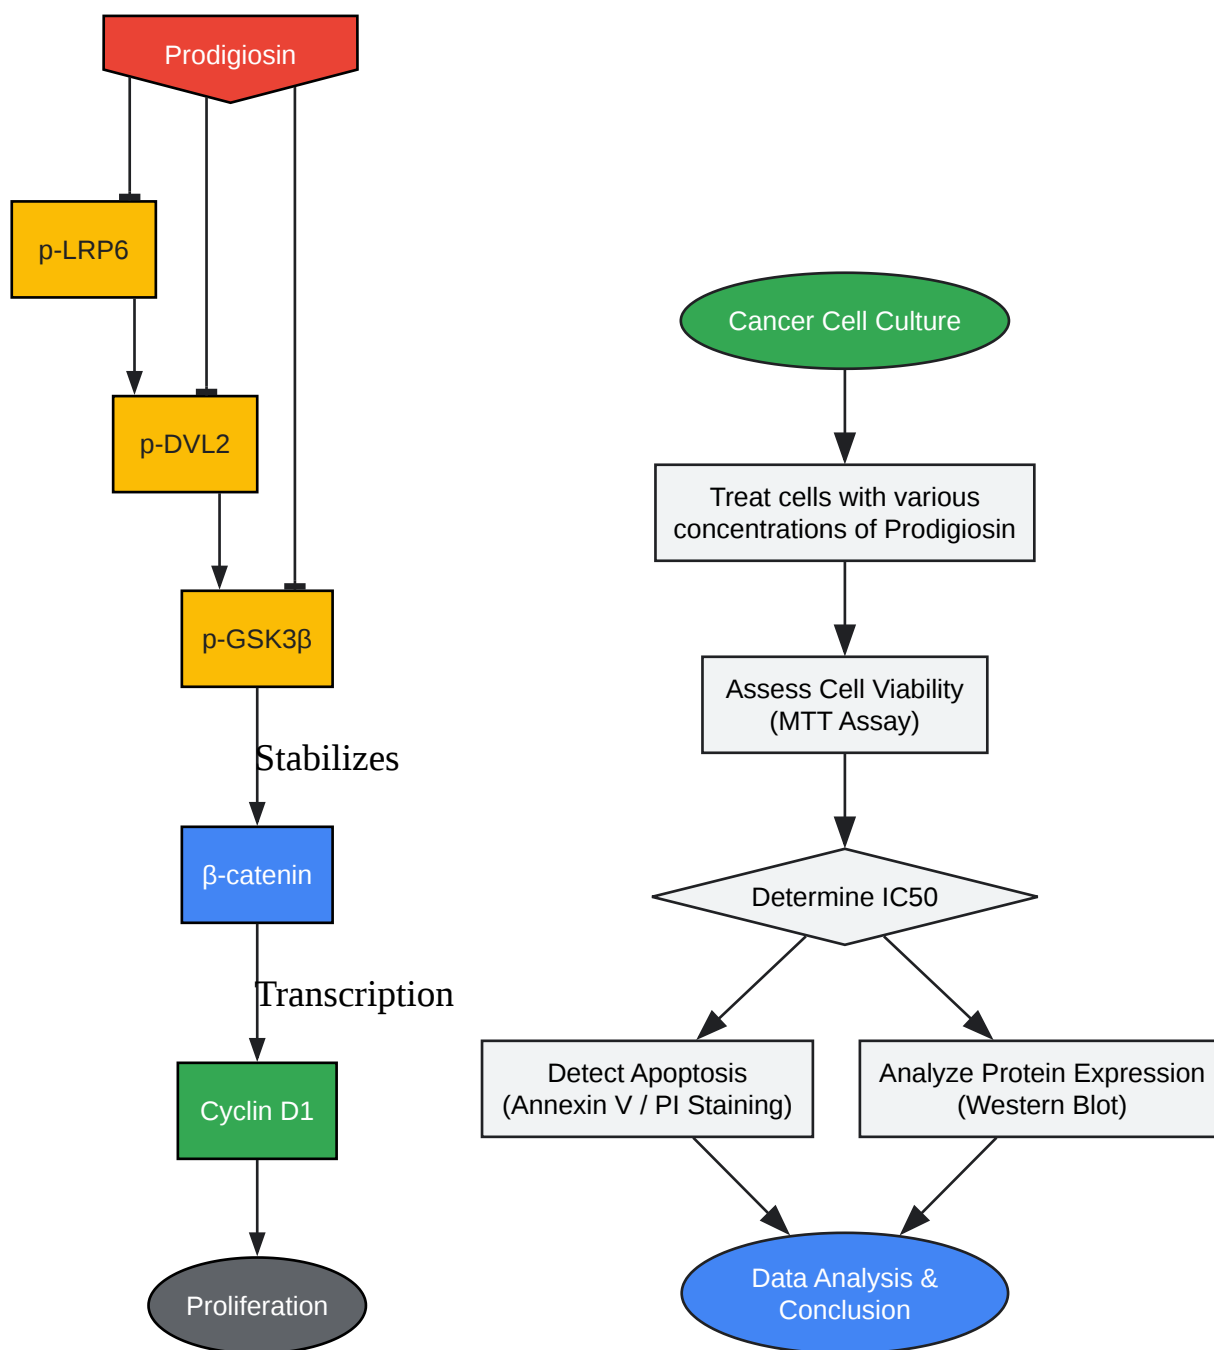 Prodigiosin
p-LRP6
p-DVL2
p-GSK3β
Stabilizes
β-catenin
Transcription
Cyclin D1
Proliferation
Cancer Cell Culture
Treat cells with various
concentrations of Prodigiosin
Assess Cell Viability
(MTT Assay)
Determine IC50
Detect Apoptosis
(Annexin V / PI Staining)
Analyze Protein Expression
(Western Blot)
Data Analysis &
Conclusion